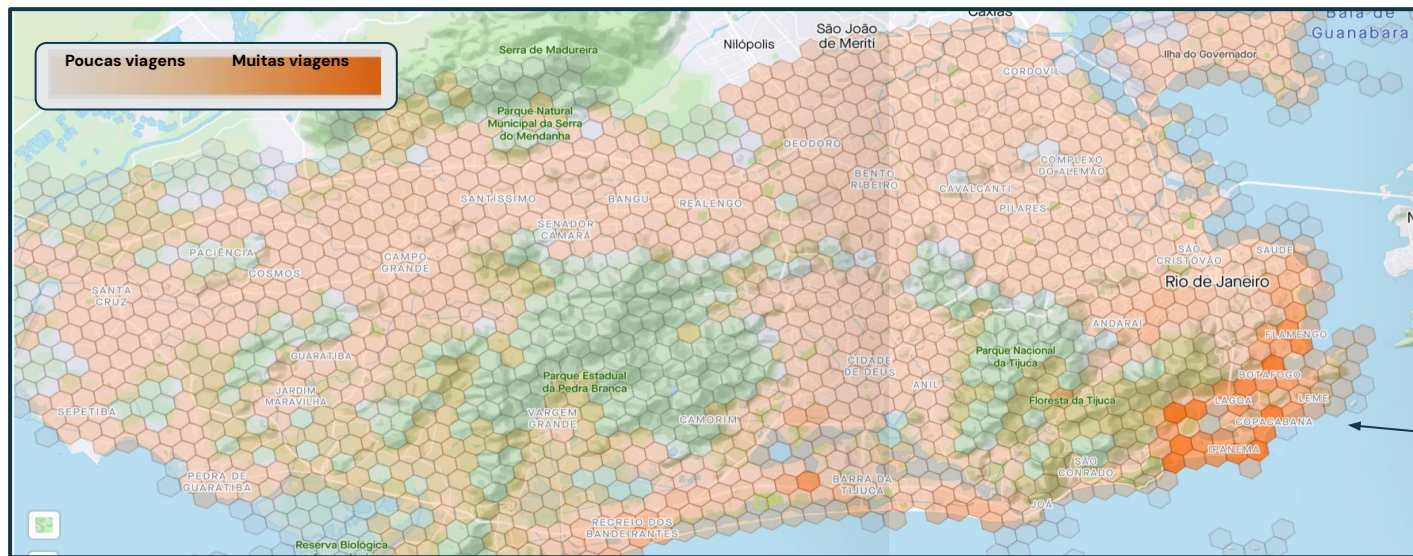 Poucas viagens Muitas viagens
Serra de Madureira
Nilópolis
São João
de Meriti
Caxias
Baía de
Guanabara
Ilha do Governador
CORDOVIL
Parque Natural
Municipal da Serra
do Mendanha
DEODORO
BENTO
RIBEIRO
COMPLEXO
DO ALEMÃO
CAVALCANTI
PILARES
SANTÍSSIMO
BANGU
REALENGO
SENADOR
CÂMARÁ
PACIÊNCIA
COSMOS
CAMPO
GRANDE
SANTA
CRUZ
SÃO
CRISTÓVÃO
SAÚDE
Rio de Janeiro
ANDARAÍ
FLAMENGO
GUARATIBA
JARDIM
MARAVILHA
SEPETIBA
Parque Estadual
da Pedra Branca
VARGEM
GRANDE
CAMORIM
CIDADE
DE DEUS
ANIL
Parque Nacional
da Tijuca
Floresta da Tijuca
BOTAFOGO
LAGOA
LEME
COPACABANA
IPANEMA
SÃO
CONRADO
JOÁ
BARRA DA
TIJUCA
RECREIO DOS
BANDEIRANTES
PEDRA DE
GUARATIBA
Reserva Biológica